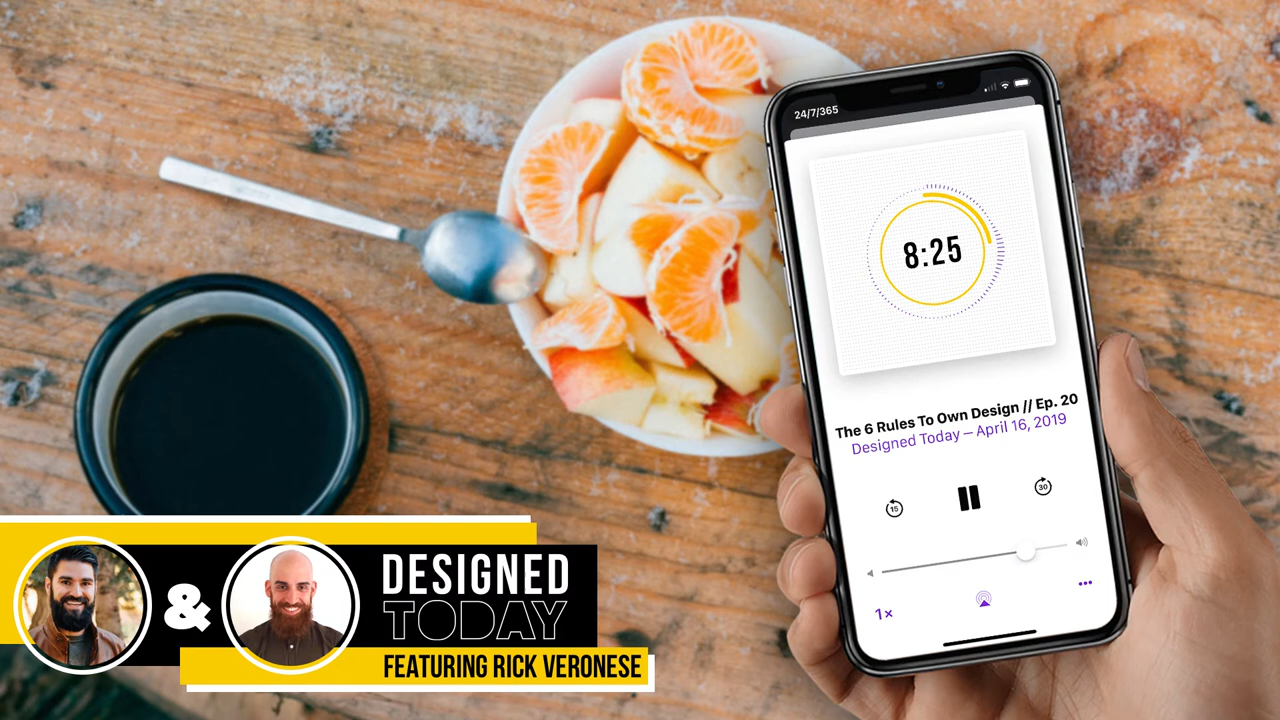 24/7/365
8:25
The 6 Rules To Own Design // Ep. 20
Designed Today – April 16, 2019
15
30
1×
&
DESIGNED
TODAY
FEATURING RICK VERONESE